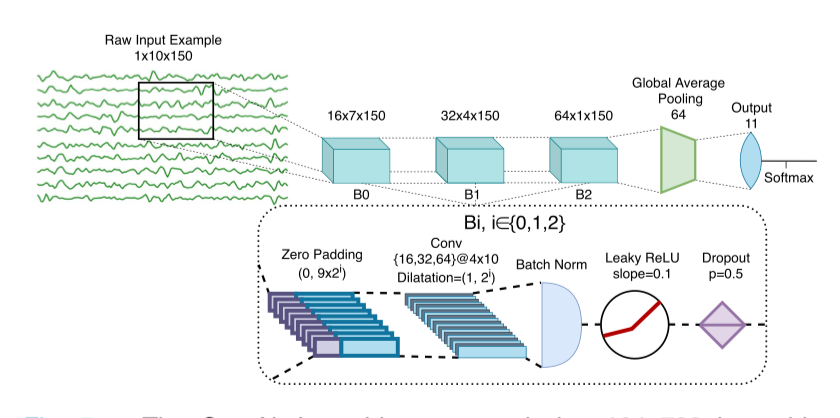 Raw Input Example
1x10x150
16x7x150
32x4x150
64x1x150
Global Average
Pooling
64
Output
11
Softmax
B0
B1
B2
Bi, i∈{0,1,2}
Zero Padding
(0, 9x2ⁱ)
Conv
{16,32,64}@4x10
Dilatation=(1, 2ⁱ)
Batch Norm
Leaky ReLU
slope=0.1
Dropout
p=0.5